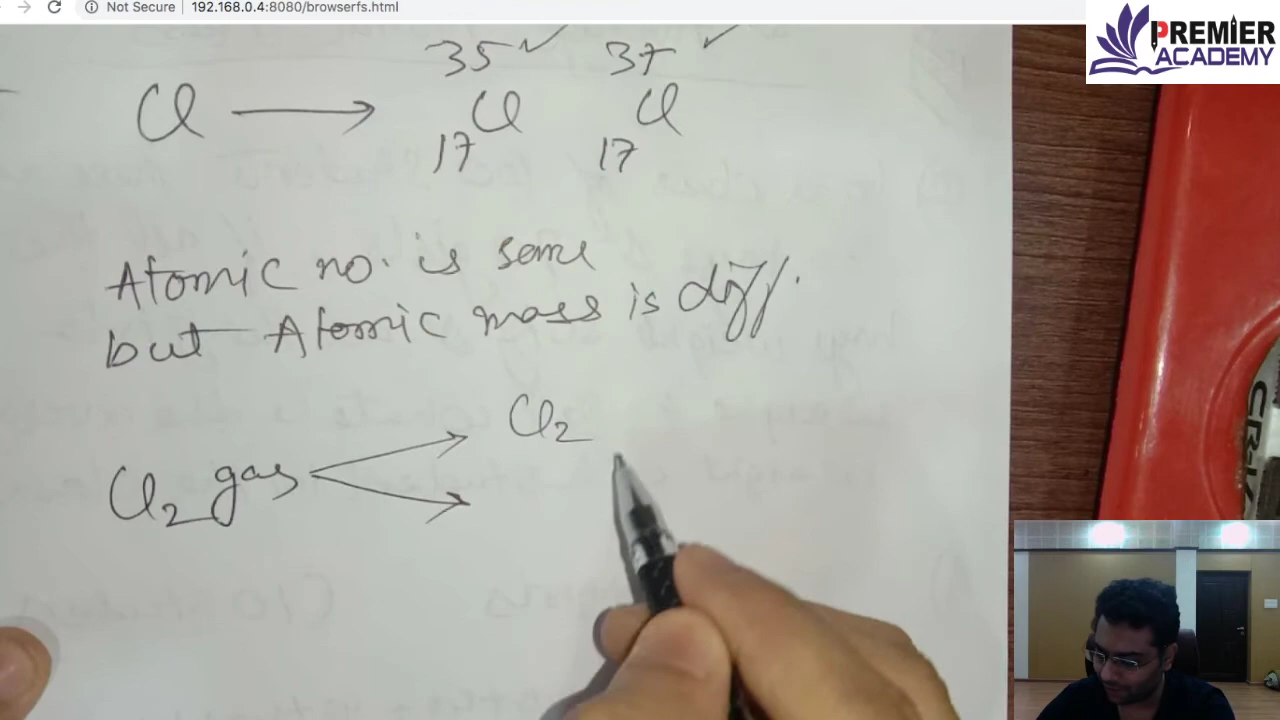 Not Secure | 192.168.0.4:8080/browserfs.html
PREMIER
ACADEMY
35 ✓ 37 ✓
Cl ⟶ Cl Cl
17 17
Atomic no. is same
but Atomic mass is diff.
Cl2
Cl2 gas